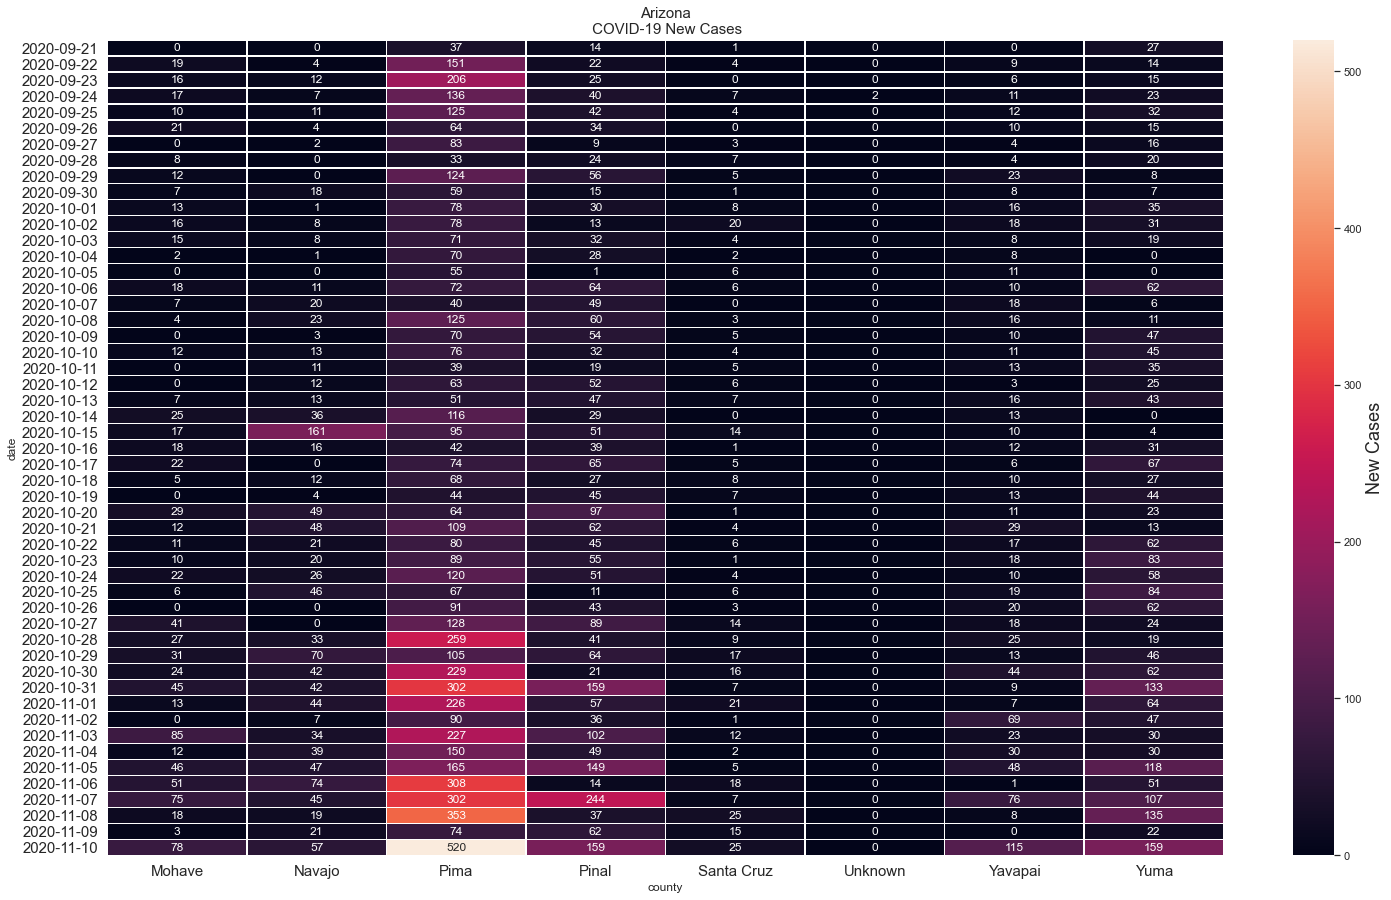 Arizona
COVID-19 New Cases
2020-09-21 0 0 37 14 1 0 0 27
2020-09-22 19 4 151 22 4 0 9 14
2020-09-23 16 12 206 25 0 0 6 15
2020-09-24 17 7 136 40 7 2 11 23
2020-09-25 10 11 125 42 4 0 12 32
2020-09-26 21 4 64 34 0 0 10 15
2020-09-27 0 2 83 9 3 0 4 16
2020-09-28 8 0 33 24 7 0 4 20
2020-09-29 12 0 124 56 5 0 23 8
2020-09-30 7 18 59 15 1 0 8 7
2020-10-01 13 1 78 30 8 0 16 35
2020-10-02 16 8 78 13 20 0 18 31
2020-10-03 15 8 71 32 4 0 8 19
2020-10-04 2 1 70 28 2 0 8 0
2020-10-05 0 0 55 1 6 0 11 0
2020-10-06 18 11 72 64 6 0 10 62
2020-10-07 7 20 40 49 0 0 18 6
2020-10-08 4 23 125 60 3 0 16 11
2020-10-09 0 3 70 54 5 0 10 47
2020-10-10 12 13 76 32 4 0 11 45
2020-10-11 0 11 39 19 5 0 13 35
2020-10-12 0 12 63 52 6 0 3 25
2020-10-13 7 13 51 47 7 0 16 43
2020-10-14 25 36 116 29 0 0 13 0
2020-10-15 17 161 95 51 14 0 10 4
2020-10-16 18 16 42 39 1 0 12 31
2020-10-17 22 0 74 65 5 0 6 67
2020-10-18 5 12 68 27 8 0 10 27
2020-10-19 0 4 44 45 7 0 13 44
2020-10-20 29 49 64 97 1 0 11 23
2020-10-21 12 48 109 62 4 0 29 13
2020-10-22 11 21 80 45 6 0 17 62
2020-10-23 10 20 89 55 1 0 18 83
2020-10-24 22 26 120 51 4 0 10 58
2020-10-25 6 46 67 11 6 0 19 84
2020-10-26 0 0 91 43 3 0 20 62
2020-10-27 41 0 128 89 14 0 18 24
2020-10-28 27 33 259 41 9 0 25 19
2020-10-29 31 70 105 64 17 0 13 46
2020-10-30 24 42 229 21 16 0 44 62
2020-10-31 45 42 302 159 7 0 9 133
2020-11-01 13 44 226 57 21 0 7 64
2020-11-02 0 7 90 36 1 0 69 47
2020-11-03 85 34 227 102 12 0 23 30
2020-11-04 12 39 150 49 2 0 30 30
2020-11-05 46 47 165 149 5 0 48 118
2020-11-06 51 74 308 14 18 0 1 51
2020-11-07 75 45 302 244 7 0 76 107
2020-11-08 18 19 353 37 25 0 8 135
2020-11-09 3 21 74 62 15 0 0 22
2020-11-10 78 57 520 159 25 0 115 159
Mohave Navajo Pima Pinal Santa Cruz Unknown Yavapai Yuma
county
date
500
400
300
200
100
0
New Cases